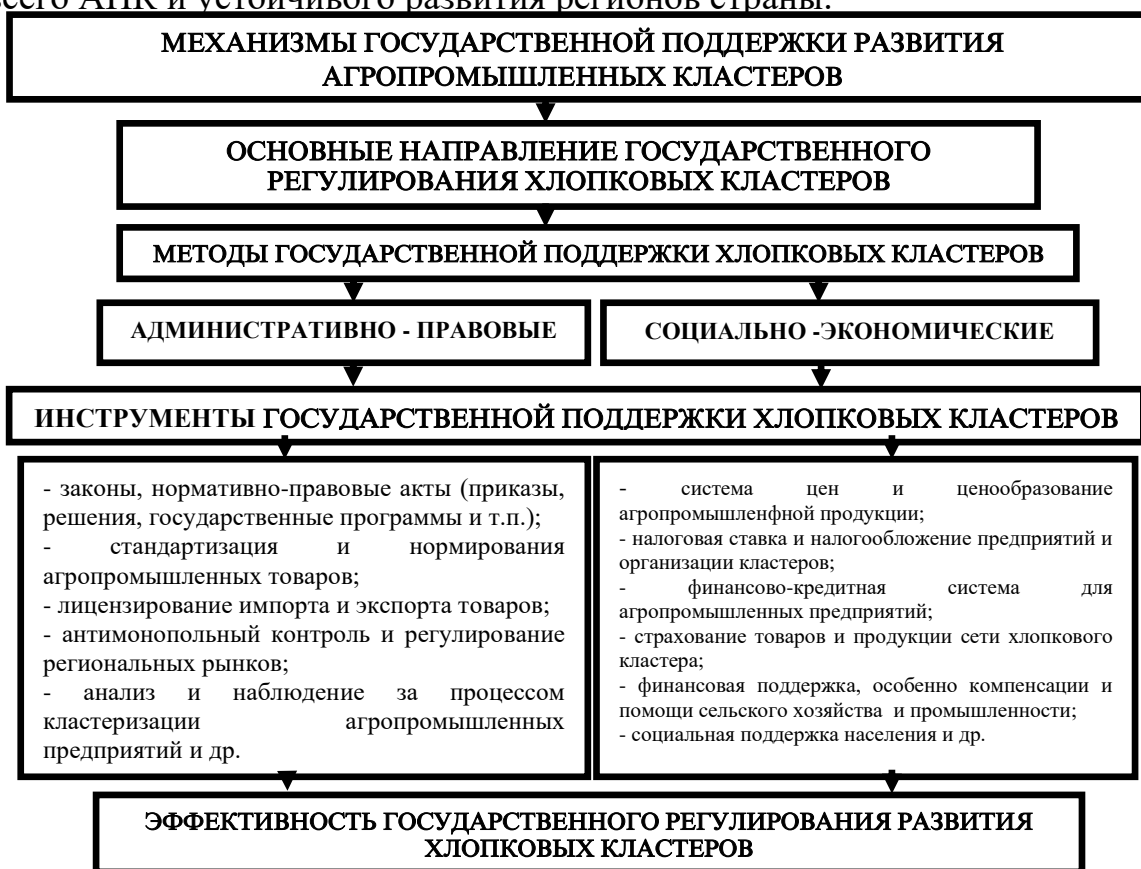 всего АПК и устойчивого развития регионов страны.
МЕХАНИЗМЫ ГОСУДАРСТВЕННОЙ ПОДДЕРЖКИ РАЗВИТИЯ
АГРОПРОМЫШЛЕННЫХ КЛАСТЕРОВ
ОСНОВНЫЕ НАПРАВЛЕНИЕ ГОСУДАРСТВЕННОГО
РЕГУЛИРОВАНИЯ ХЛОПКОВЫХ КЛАСТЕРОВ
МЕТОДЫ ГОСУДАРСТВЕННОЙ ПОДДЕРЖКИ ХЛОПКОВЫХ КЛАСТЕРОВ
АДМИНИСТРАТИВНО - ПРАВОВЫЕ
СОЦИАЛЬНО -ЭКОНОМИЧЕСКИЕ
ИНСТРУМЕНТЫ ГОСУДАРСТВЕННОЙ ПОДДЕРЖКИ ХЛОПКОВЫХ КЛАСТЕРОВ
- законы, нормативно-правовые акты (приказы,
решения, государственные программы и т.п.);
- стандартизация и нормирования
агропромышленных товаров;
- лицензирование импорта и экспорта товаров;
- антимонопольный контроль и регулирование
региональных рынков;
- анализ и наблюдение за процессом
кластеризации агропромышленных
предприятий и др.
- система цен и ценообразование
агропромышленфной продукции;
- налоговая ставка и налогообложение предприятий и
организации кластеров;
- финансово-кредитная система для
агропромышленных предприятий;
- страхование товаров и продукции сети хлопкового
кластера;
- финансовая поддержка, особенно компенсации и
помощи сельского хозяйства и промышленности;
- социальная поддержка населения и др.
ЭФФЕКТИВНОСТЬ ГОСУДАРСТВЕННОГО РЕГУЛИРОВАНИЯ РАЗВИТИЯ
ХЛОПКОВЫХ КЛАСТЕРОВ